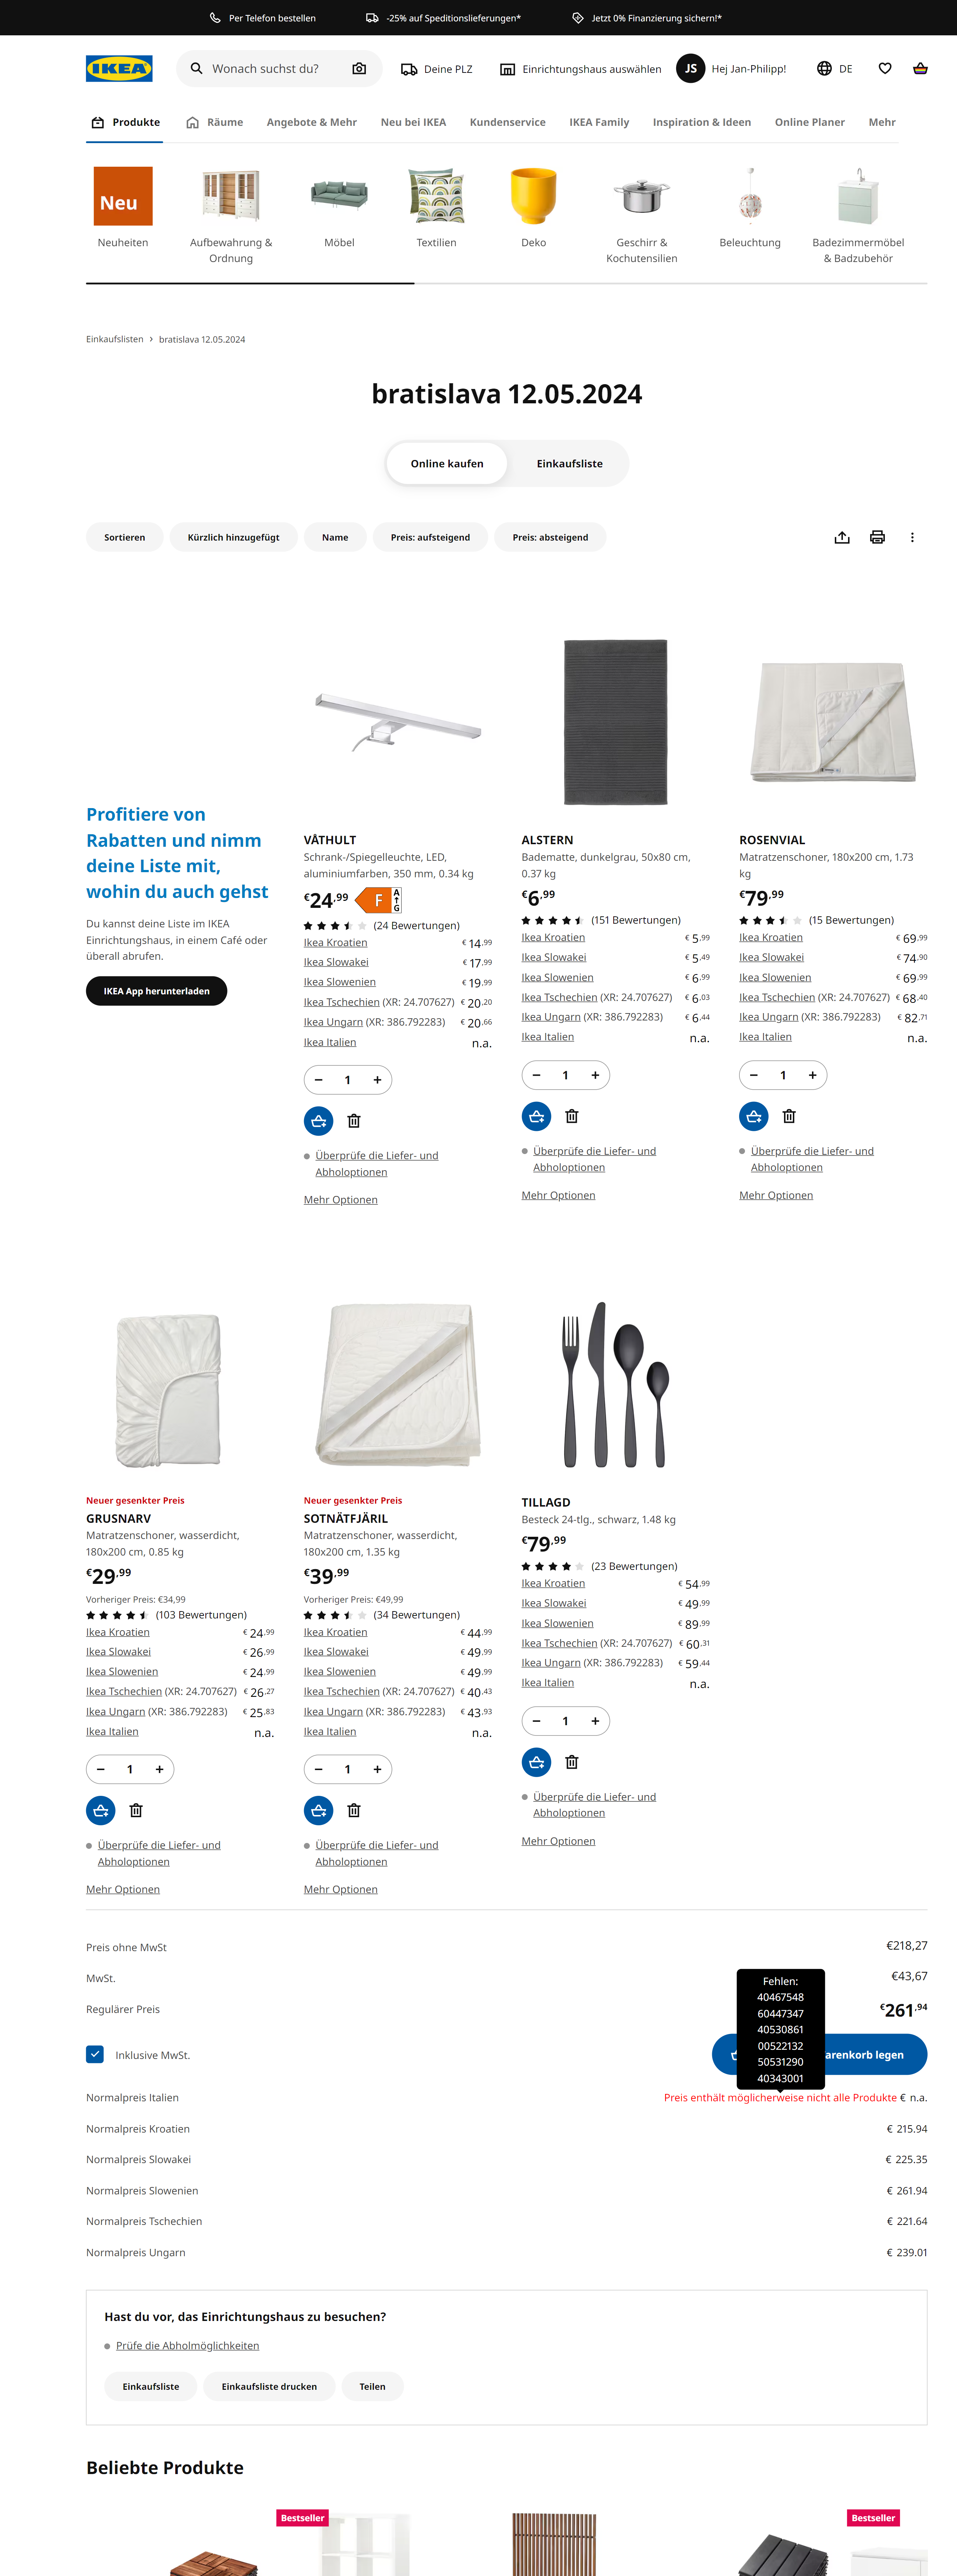 Per Telefon bestellen
-25% auf Speditionslieferungen*
Jetzt 0% Finanzierung sichern!*
IKEA
Wonach suchst du?
Deine PLZ
Einrichtungshaus auswählen
JS
Hej Jan-Philipp!
DE
Produkte
Räume
Angebote & Mehr
Neu bei IKEA
Kundenservice
IKEA Family
Inspiration & Ideen
Online Planer
Mehr
Neu
Neuheiten
Aufbewahrung &
Ordnung
Möbel
Textilien
Deko
Geschirr &
Kochutensilien
Beleuchtung
Badezimmermöbel
& Badzubehör
Einkaufslisten > bratislava 12.05.2024
bratislava 12.05.2024
Online kaufen
Einkaufsliste
Sortieren
Kürzlich hinzugefügt
Name
Preis: aufsteigend
Preis: absteigend
Profitiere von
Rabatten und nimm
deine Liste mit,
wohin du auch gehst
Du kannst deine Liste im IKEA
Einrichtungshaus, in einem Café oder
überall abrufen.
IKEA App herunterladen
VÅTHULT
Schrank-/Spiegelleuchte, LED,
aluminiumfarben, 350 mm, 0.34 kg
€24,99
F
A
G
(24 Bewertungen)
Ikea Kroatien € 14.99
Ikea Slowakei € 17.99
Ikea Slowenien € 19.99
Ikea Tschechien (XR: 24.707627) € 20.20
Ikea Ungarn (XR: 386.792283) € 20.66
Ikea Italien n.a.
− 1 +
Überprüfe die Liefer- und
Abholoptionen
Mehr Optionen
ALSTERN
Badematte, dunkelgrau, 50x80 cm,
0.37 kg
€6,99
(151 Bewertungen)
Ikea Kroatien € 5.99
Ikea Slowakei € 5.49
Ikea Slowenien € 6.99
Ikea Tschechien (XR: 24.707627) € 6.03
Ikea Ungarn (XR: 386.792283) € 6.44
Ikea Italien n.a.
− 1 +
Überprüfe die Liefer- und
Abholoptionen
Mehr Optionen
ROSENVIAL
Matratzenschoner, 180x200 cm, 1.73
kg
€79,99
(15 Bewertungen)
Ikea Kroatien € 69.99
Ikea Slowakei € 74.90
Ikea Slowenien € 69.99
Ikea Tschechien (XR: 24.707627) € 68.40
Ikea Ungarn (XR: 386.792283) € 82.71
Ikea Italien n.a.
− 1 +
Überprüfe die Liefer- und
Abholoptionen
Mehr Optionen
Neuer gesenkter Preis
GRUSNARV
Matratzenschoner, wasserdicht,
180x200 cm, 0.85 kg
€29,99
Vorheriger Preis: €34,99
(103 Bewertungen)
Ikea Kroatien € 24.99
Ikea Slowakei € 26.99
Ikea Slowenien € 24.99
Ikea Tschechien (XR: 24.707627) € 26.27
Ikea Ungarn (XR: 386.792283) € 25.83
Ikea Italien n.a.
− 1 +
Überprüfe die Liefer- und
Abholoptionen
Mehr Optionen
Neuer gesenkter Preis
SOTNÄTFJÄRIL
Matratzenschoner, wasserdicht,
180x200 cm, 1.35 kg
€39,99
Vorheriger Preis: €49,99
(34 Bewertungen)
Ikea Kroatien € 44.99
Ikea Slowakei € 49.99
Ikea Slowenien € 49.99
Ikea Tschechien (XR: 24.707627) € 40.43
Ikea Ungarn (XR: 386.792283) € 43.93
Ikea Italien n.a.
− 1 +
Überprüfe die Liefer- und
Abholoptionen
Mehr Optionen
TILLAGD
Besteck 24-tlg., schwarz, 1.48 kg
€79,99
(23 Bewertungen)
Ikea Kroatien € 54.99
Ikea Slowakei € 49.99
Ikea Slowenien € 89.99
Ikea Tschechien (XR: 24.707627) € 60.31
Ikea Ungarn (XR: 386.792283) € 59.44
Ikea Italien n.a.
− 1 +
Überprüfe die Liefer- und
Abholoptionen
Mehr Optionen
Preis ohne MwSt €218,27
MwSt. €43,67
Regulärer Preis €261,94
Fehlen:
40467548
60447347
40530861
00522132
50531290
40343001
Inklusive MwSt.
arenkorb legen
Normalpreis Italien Preis enthält möglicherweise nicht alle Produkte € n.a.
Normalpreis Kroatien € 215.94
Normalpreis Slowakei € 225.35
Normalpreis Slowenien € 261.94
Normalpreis Tschechien € 221.64
Normalpreis Ungarn € 239.01
Hast du vor, das Einrichtungshaus zu besuchen?
Prüfe die Abholmöglichkeiten
Einkaufsliste
Einkaufsliste drucken
Teilen
Beliebte Produkte
Bestseller
Bestseller